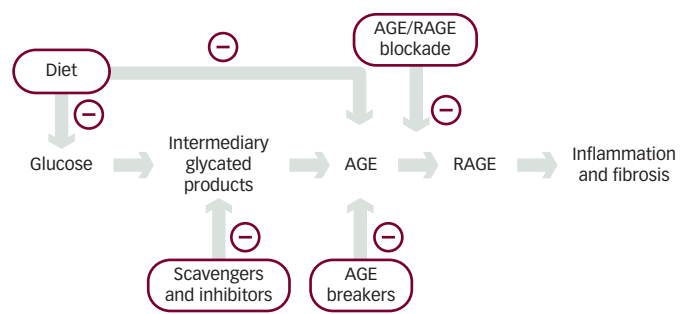 AGE/RAGE
blockade
Diet
Glucose
Intermediary
glycated
products
AGE
RAGE
Inflammation
and fibrosis
Scavengers
and inhibitors
AGE
breakers